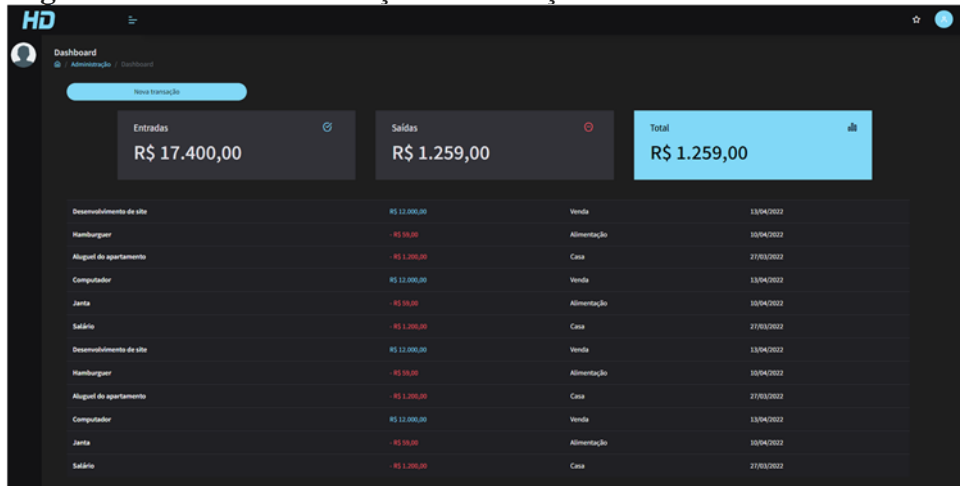 HD
Dashboard
/ Administração / Dashboard
Nova transação
Entradas
R$ 17.400,00
Saídas
R$ 1.259,00
Total
R$ 1.259,00
Desenvolvimento de site R$ 12.000,00 Venda 13/04/2022
Hamburguer - R$ 59,00 Alimentação 10/04/2022
Aluguel do apartamento - R$ 1.200,00 Casa 27/03/2022
Computador R$ 12.000,00 Venda 13/04/2022
Janta - R$ 59,00 Alimentação 10/04/2022
Salário - R$ 1.200,00 Casa 27/03/2022
Desenvolvimento de site R$ 12.000,00 Venda 13/04/2022
Hamburguer - R$ 59,00 Alimentação 10/04/2022
Aluguel do apartamento - R$ 1.200,00 Casa 27/03/2022
Computador R$ 12.000,00 Venda 13/04/2022
Janta - R$ 59,00 Alimentação 10/04/2022
Salário - R$ 1.200,00 Casa 27/03/2022